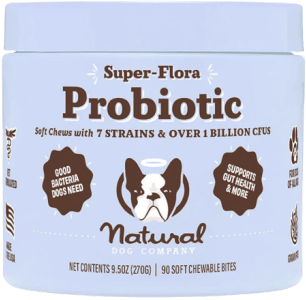 Super-Flora
Probiotic
Soft Chews with 7 STRAINS & OVER 1 BILLION CFUS
GOOD
BACTERIA
DOGS NEED
SUPPORTS
GUT HEALTH
& MORE
Natural
DOG COMPANY
NET CONTENTS 9.5OZ (270G) | 90 SOFT CHEWABLE BITES